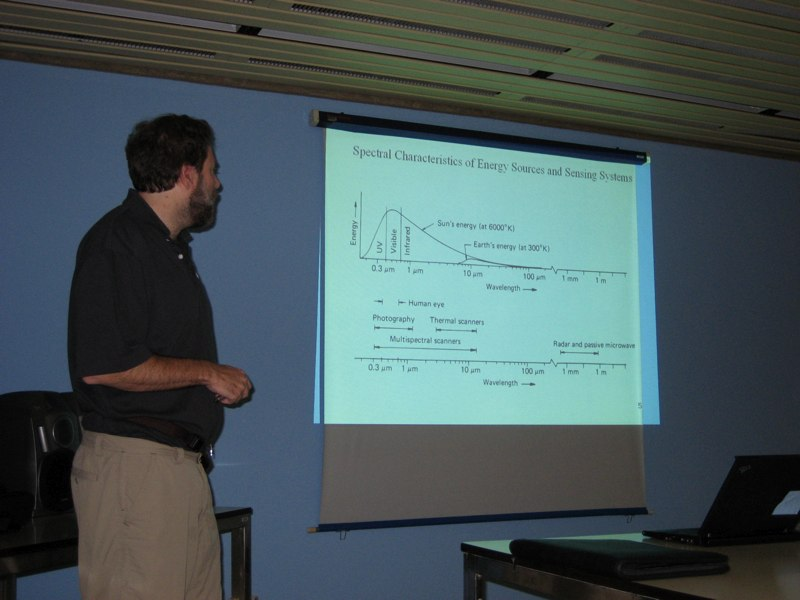 Spectral Characteristics of Energy Sources and Sensing Systems
Energy
UV
Visible
Infrared
Sun's energy (at 6000°K)
Earth's energy (at 300°K)
0.3 μm 1 μm 10 μm 100 μm 1 mm 1 m
Wavelength
Human eye
Photography Thermal scanners
Multispectral scanners
Radar and passive microwave
0.3 μm 1 μm 10 μm 100 μm 1 mm 1 m
Wavelength
5